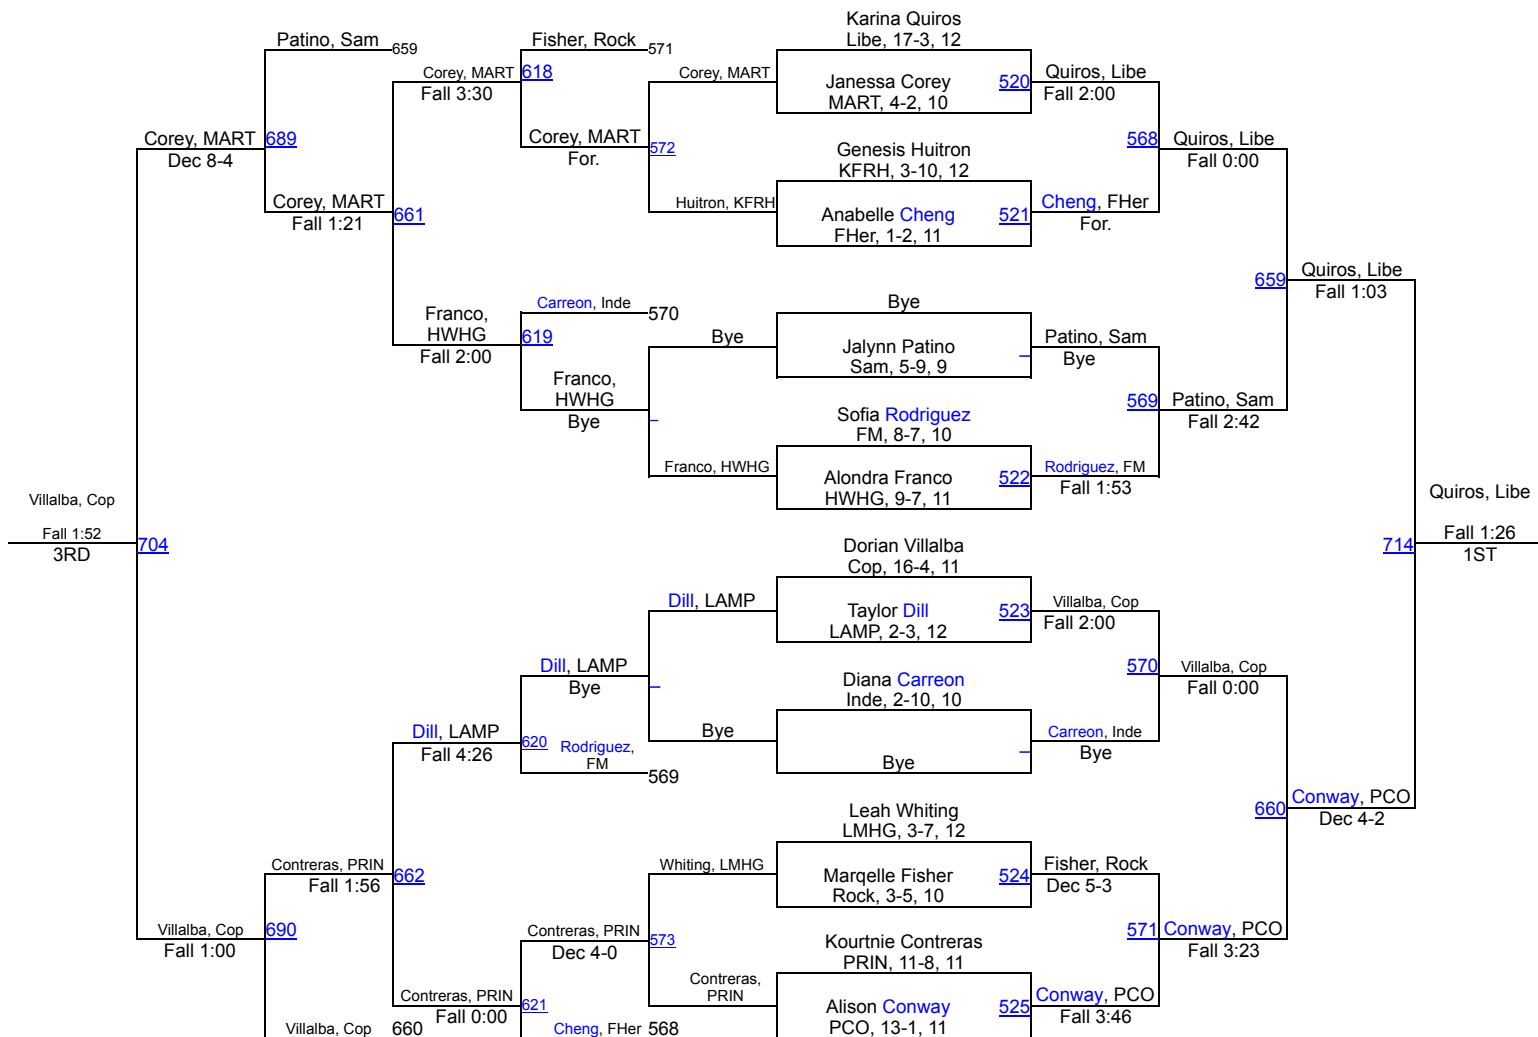 Karina Quiros
Libe, 17-3, 12
Patino, Sam 659
Fisher, Rock 571
Corey, MART 618
Fall 3:30
Corey, MART
Janessa Corey 520
MART, 4-2, 10
Quiros, Libe
Fall 2:00
Corey, MART 689
Dec 8-4
Corey, MART
For.
572
Genesis Huitron
KFRH, 3-10, 12
568 Quiros, Libe
Fall 0:00
Corey, MART 661
Fall 1:21
Huitron, KFRH
Anabelle Cheng 521
FHer, 1-2, 11
Cheng, FHer
For.
659 Quiros, Libe
Fall 1:03
Franco,
HWHG 619
Fall 2:00
Carreon, Inde 570
Bye
Bye
Jalynn Patino
Sam, 5-9, 9
Patino, Sam
Bye
Franco,
HWHG
Bye
569 Patino, Sam
Fall 2:42
Sofia Rodriguez
FM, 8-7, 10
Franco, HWHG
Alondra Franco 522
HWHG, 9-7, 11
Rodriguez, FM
Fall 1:53
Villalba, Cop
Fall 1:52
3RD
704
Quiros, Libe
714 Fall 1:26
1ST
Dorian Villalba
Cop, 16-4, 11
Dill, LAMP
Taylor Dill 523
LAMP, 2-3, 12
Villalba, Cop
Fall 2:00
Dill, LAMP
Bye
Diana Carreon
Inde, 2-10, 10
570 Villalba, Cop
Fall 0:00
Dill, LAMP 620
Fall 4:26
Rodriguez,
FM
569
Bye
Bye
Carreon, Inde
Bye
660 Conway, PCO
Dec 4-2
Leah Whiting
LMHG, 3-7, 12
Contreras, PRIN 662
Fall 1:56
Whiting, LMHG
Marqelle Fisher 524
Rock, 3-5, 10
Fisher, Rock
Dec 5-3
Villalba, Cop 690
Fall 1:00
Contreras, PRIN 573
Dec 4-0
Kourtnie Contreras
PRIN, 11-8, 11
571 Conway, PCO
Fall 3:23
Contreras, PRIN 621
Fall 0:00
Contreras,
PRIN
Alison Conway 525
PCO, 13-1, 11
Conway, PCO
Fall 3:46
Villalba, Cop 660
Cheng, FHer 568